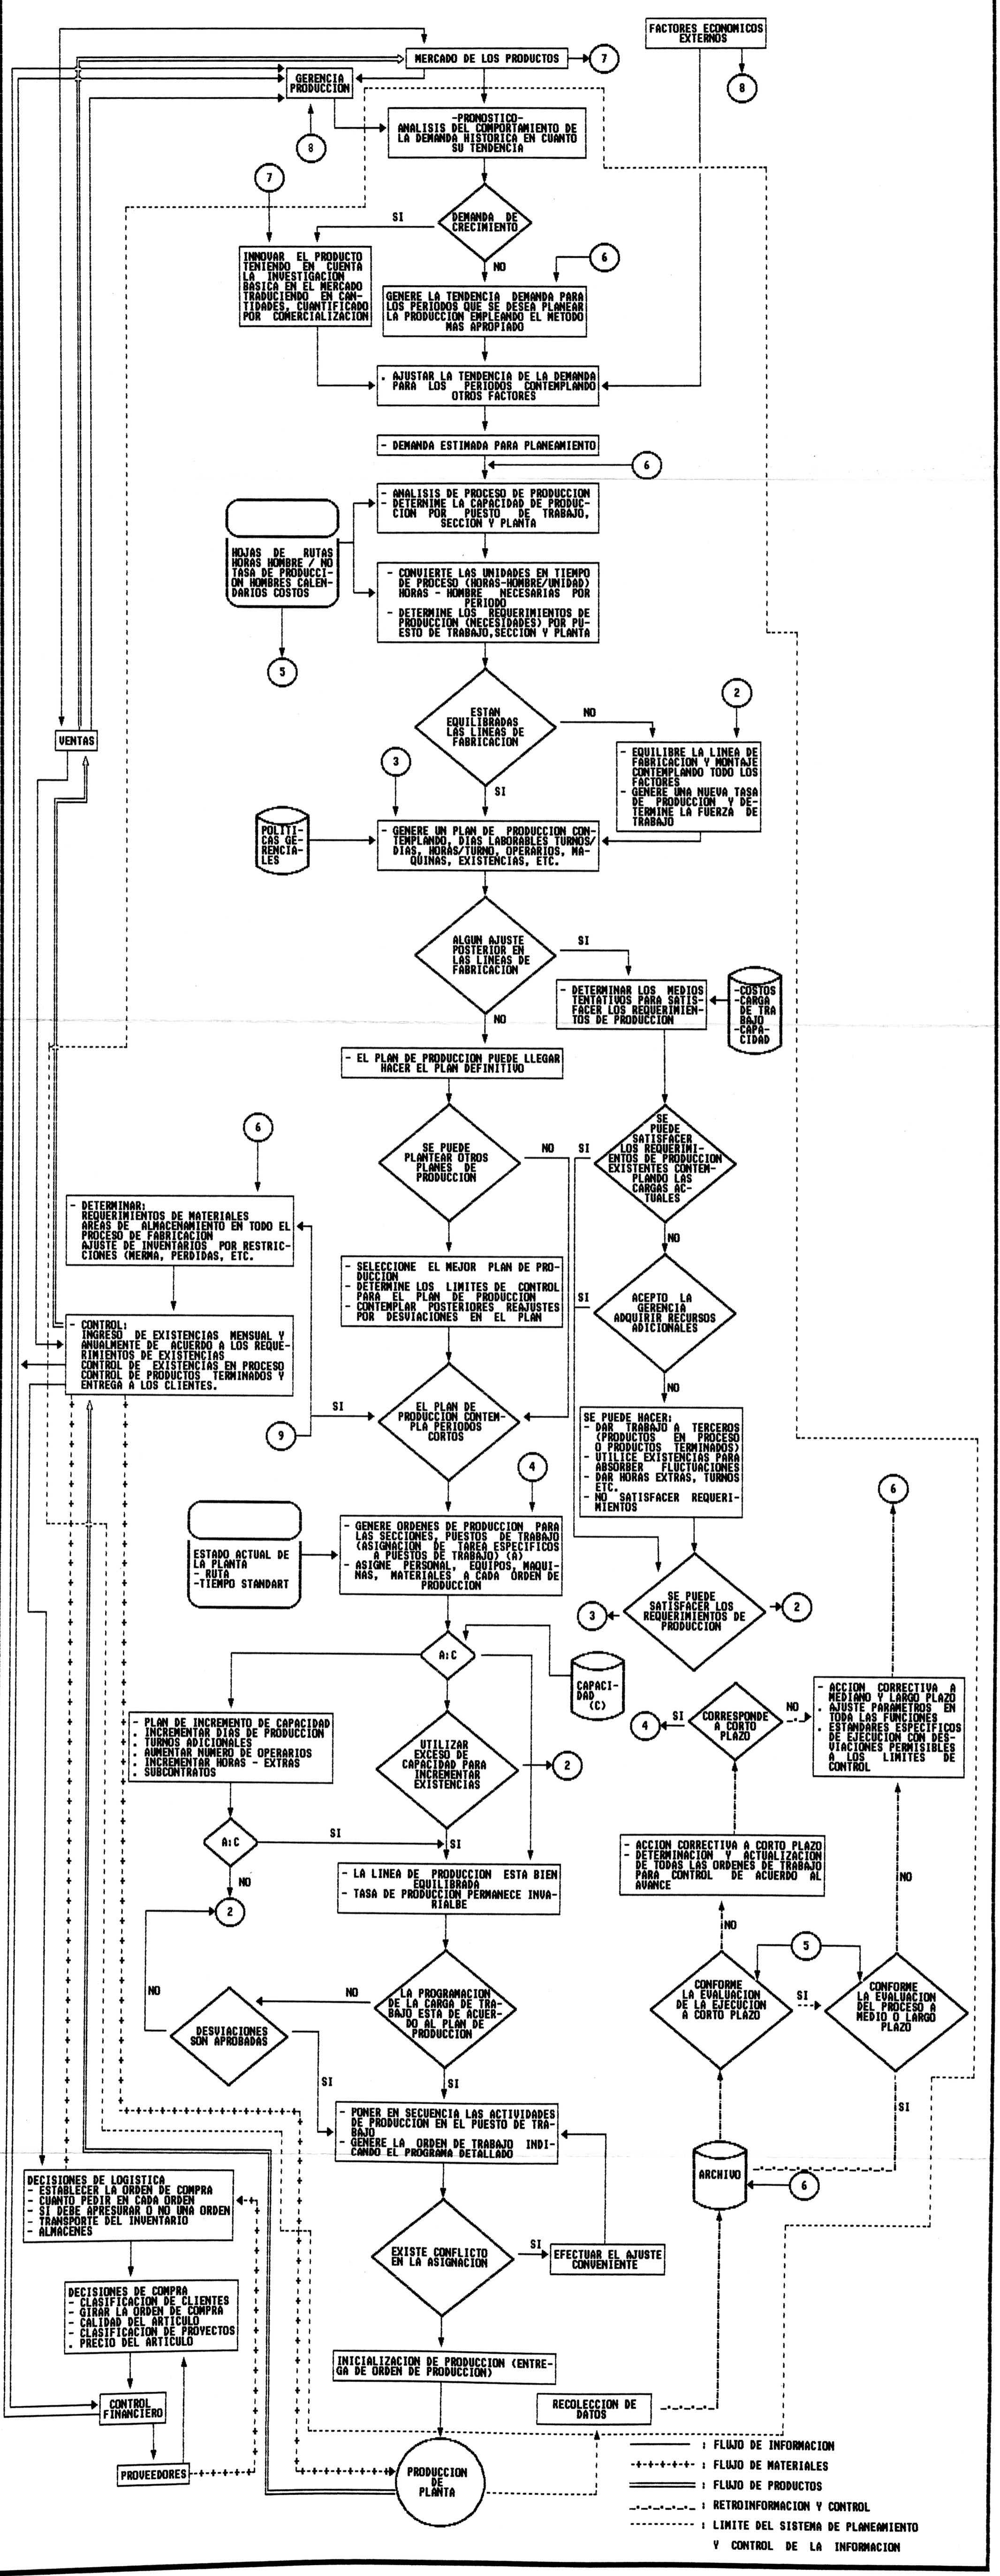 FACTORES ECONOMICOS
EXTERNOS
MERCADO DE LOS PRODUCTOS
7
8
GERENCIA
PRODUCCION
8
-PRONOSTICO-
ANALISIS DEL COMPORTAMIENTO DE
LA DEMANDA HISTORICA EN CUANTO
SU TENDENCIA
7
DEMANDA DE
CRECIMIENTO
SI
NO
6
INNOVAR EL PRODUCTO
TENIENDO EN CUENTA
LA INVESTIGACION
BASICA EN EL MERCADO
TRADUCIENDO EN CAN-
TIDADES, CUANTIFICADO
POR COMERCIALIZACION
GENERE LA TENDENCIA DEMANDA PARA
LOS PERIODOS QUE SE DESEA PLANEAR
LA PRODUCCION EMPLEANDO EL METODO
MAS APROPIADO
. AJUSTAR LA TENDENCIA DE LA DEMANDA
PARA LOS PERIODOS CONTEMPLANDO
OTROS FACTORES
- DEMANDA ESTIMADA PARA PLANEAMIENTO
6
- ANALISIS DE PROCESO DE PRODUCCION
- DETERMINE LA CAPACIDAD DE PRODUC-
CION POR PUESTO DE TRABAJO,
SECCION Y PLANTA
HOJAS DE RUTAS
HORAS HOMBRE / NO
TASA DE PRODUCCI-
ON HOMBRES CALEN-
DARIOS COSTOS
- CONVIERTE LAS UNIDADES EN TIEMPO
DE PROCESO (HORAS-HOMBRE/UNIDAD)
HORAS - HOMBRE NECESARIAS POR
PERIODO
- DETERMINE LOS REQUERIMIENTOS DE
PRODUCCION (NECESIDADES) POR PU-
ESTO DE TRABAJO,SECCION Y PLANTA
5
ESTAN
EQUILIBRADAS
LAS LINEAS DE
FABRICACION
NO
SI
2
VENTAS
- EQUILIBRE LA LINEA DE
FABRICACION Y MONTAJE
CONTEMPLANDO TODO LOS
FACTORES
- GENERE UNA NUEVA TASA
DE PRODUCCION Y DE-
TERMINE LA FUERZA DE
TRABAJO
3
POLITI-
CAS GE-
RENCIA-
LES
- GENERE UN PLAN DE PRODUCCION CON-
TEMPLANDO, DIAS LABORABLES TURNOS/
DIAS, HORAS/TURNO, OPERARIOS, MA-
QUINAS, EXISTENCIAS, ETC.
ALGUN AJUSTE
POSTERIOR EN
LAS LINEAS DE
FABRICACION
SI
NO
- DETERMINAR LOS MEDIOS
TENTATIVOS PARA SATIS-
FACER LOS REQUERIMIEN-
TOS DE PRODUCCION
-COSTOS
-CARGA
DE TRA
BAJO
-CAPA-
CIDAD
- EL PLAN DE PRODUCCION PUEDE LLEGAR
HACER EL PLAN DEFINITIVO
6
SE PUEDE
PLANTEAR OTROS
PLANES DE
PRODUCCION
NO
SI
SE
PUEDE
SATISFACER
LOS REQUERIMI-
ENTOS DE PRODUCCION
EXISTENTES CONTEM-
PLANDO LAS
CARGAS AC-
TUALES
NO
- DETERMINAR:
REQUERIMIENTOS DE MATERIALES
AREAS DE ALMACENAMIENTO EN TODO EL
PROCESO DE FABRICACION
AJUSTE DE INVENTARIOS POR RESTRIC-
CIONES (MERMA, PERDIDAS, ETC.
- SELECCIONE EL MEJOR PLAN DE PRO-
DUCCION
- DETERMINE LOS LIMITES DE CONTROL
PARA EL PLAN DE PRODUCCION
- CONTEMPLAR POSTERIORES REAJUSTES
POR DESVIACIONES EN EL PLAN
SI
ACEPTO LA
GERENCIA
ADQUIRIR RECURSOS
ADICIONALES
NO
- CONTROL:
INGRESO DE EXISTENCIAS MENSUAL Y
ANUALMENTE DE ACUERDO A LOS REQUE-
RIMIENTOS DE EXISTENCIAS
CONTROL DE EXISTENCIAS EN PROCESO
CONTROL DE PRODUCTOS TERMINADOS Y
ENTREGA A LOS CLIENTES.
9
SI
EL PLAN DE
PRODUCCION CONTEM-
PLA PERIODOS
CORTOS
SE PUEDE HACER:
- DAR TRABAJO A TERCEROS
(PRODUCTOS EN PROCESO
O PRODUCTOS TERMINADOS)
- UTILICE EXISTENCIAS PARA
ABSORBER FLUCTUACIONES
- DAR HORAS EXTRAS, TURNOS
ETC.
- NO SATISFACER REQUERI-
MIENTOS
4
6
ESTADO ACTUAL DE
LA PLANTA
- RUTA
-TIEMPO STANDART
- GENERE ORDENES DE PRODUCCION PARA
LAS SECCIONES, PUESTOS DE TRABAJO
(ASIGNACION DE TAREA ESPECIFICOS
A PUESTOS DE TRABAJO) (A)
- ASIGNE PERSONAL, EQUIPOS, MAQUI-
NAS, MATERIALES A CADA ORDEN DE
PRODUCCION
3
SE PUEDE
SATISFACER LOS
REQUERIMIENTOS DE
PRODUCCION
2
A:C
CAPACI-
DAD
(C)
- PLAN DE INCREMENTO DE CAPACIDAD
. INCREMENTAR DIAS DE PRODUCCION
. TURNOS ADICIONALES
. AUMENTAR NUMERO DE OPERARIOS
. INCREMENTAR HORAS - EXTRAS
. SUBCONTRATOS
UTILIZAR
EXCESO DE
CAPACIDAD PARA
INCREMENTAR
EXISTENCIAS
2
SI
4
SI
CORRESPONDE
A CORTO
PLAZO
NO
- ACCION CORRECTIVA A
MEDIANO Y LARGO PLAZO
. AJUSTE PARAMETROS EN
TODA LAS FUNCIONES
. ESTANDARES ESPECIFICOS
DE EJECUCION CON DES-
VIACIONES PERMISIBLES
A LOS LIMITES DE
CONTROL
A:C
SI
NO
2
- LA LINEA DE PRODUCCION ESTA BIEN
EQUILIBRADA
- TASA DE PRODUCCION PERMANECE INVA-
RIALBE
- ACCION CORRECTIVA A CORTO PLAZO
- DETERMINACION Y ACTUALIZACION
DE TODAS LAS ORDENES DE TRABAJO
PARA CONTROL DE ACUERDO AL
AVANCE
NO
NO
5
NO
DESVIACIONES
SON APROBADAS
SI
NO
LA PROGRAMACION
DE LA CARGA DE TRA-
BAJO ESTA DE ACUER-
DO AL PLAN DE
PRODUCCION
SI
CONFORME
LA EVALUACION
DE LA EJECUCION
A CORTO PLAZO
SI
CONFORME
LA EVALUACION
DEL PROCESO A
MEDIO O LARGO
PLAZO
SI
- PONER EN SECUENCIA LAS ACTIVIDADES
DE PRODUCCION EN EL PUESTO DE TRA-
BAJO
- GENERE LA ORDEN DE TRABAJO INDI-
CANDO EL PROGRAMA DETALLADO
ARCHIVO
6
DECISIONES DE LOGISTICA
- ESTABLECER LA ORDEN DE COMPRA
- CUANTO PEDIR EN CADA ORDEN
- SI DEBE APRESURAR O NO UNA ORDEN
- TRANSPORTE DEL INVENTARIO
- ALMACENES
EXISTE CONFLICTO
EN LA ASIGNACION
SI
EFECTUAR EL AJUSTE
CONVENIENTE
DECISIONES DE COMPRA
- CLASIFICACION DE CLIENTES
- GIRAR LA ORDEN DE COMPRA
- CALIDAD DEL ARTICULO
- CLASIFICACION DE PROYECTOS
. PRECIO DEL ARTICULO
INICIALIZACION DE PRODUCCION (ENTRE-
GA DE ORDEN DE PRODUCCION)
CONTROL
FINANCIERO
RECOLECCION DE
DATOS
PROVEEDORES
PRODUCCION
DE
PLANTA
: FLUJO DE INFORMACION
: FLUJO DE MATERIALES
: FLUJO DE PRODUCTOS
: RETROINFORMACION Y CONTROL
: LIMITE DEL SISTEMA DE PLANEAMIENTO
Y CONTROL DE LA INFORMACION